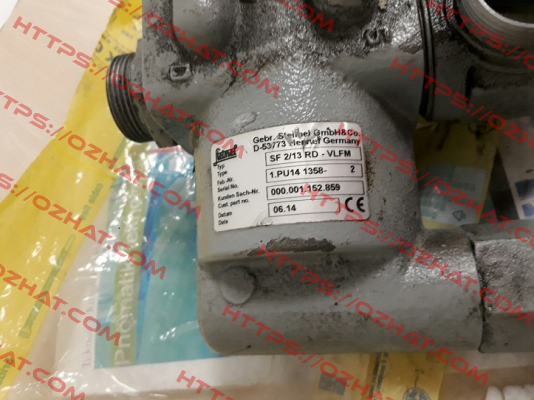 Gebr. Steimel GmbH&Co.
D-53773 Hennef Germany
Typ
Type
SF 2/13 RD - VLFM
Fab.-Nr.
Serial No.
1.PU14 1358- 2
Kunden Sach-Nr.
Cust. part no.
000.001.152.859
Datum
Date
06.14
CE
HTTPS://OZHAT.COM